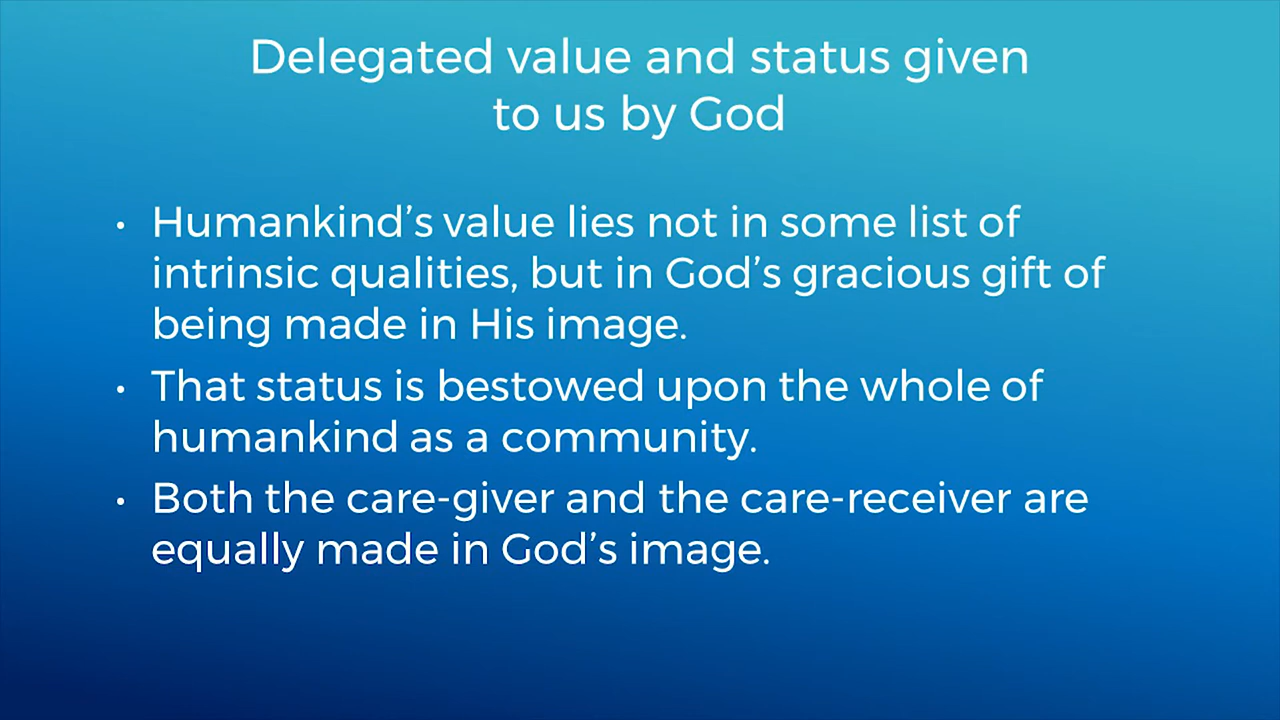 Delegated value and status given
to us by God
• Humankind’s value lies not in some list of
intrinsic qualities, but in God’s gracious gift of
being made in His image.
• That status is bestowed upon the whole of
humankind as a community.
• Both the care-giver and the care-receiver are
equally made in God’s image.